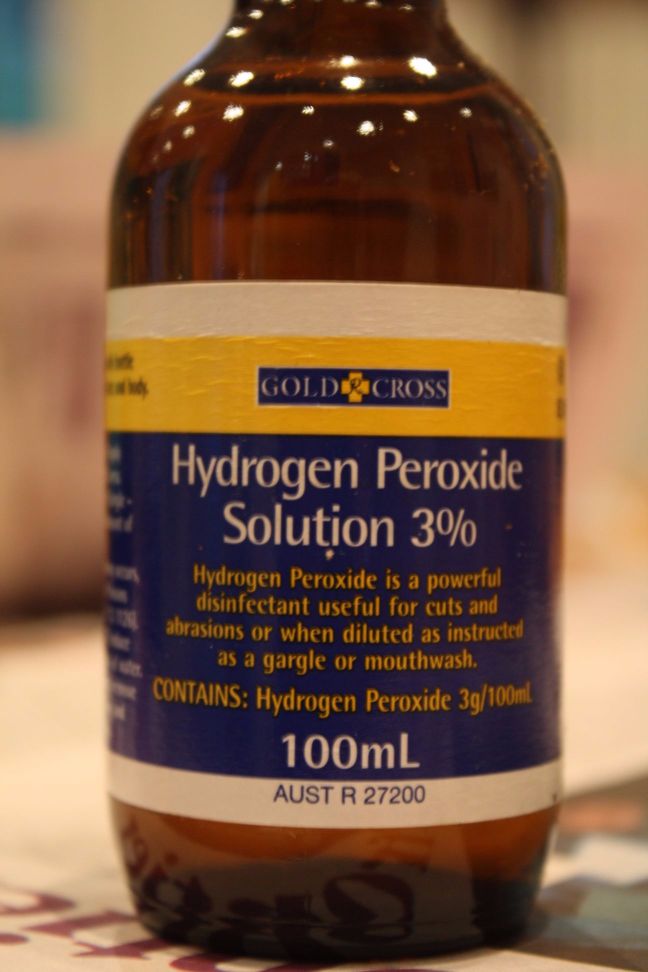 GOLD CROSS
Hydrogen Peroxide
Solution 3%
Hydrogen Peroxide is a powerful
disinfectant useful for cuts and
abrasions or when diluted as instructed
as a gargle or mouthwash.
CONTAINS: Hydrogen Peroxide 3g/100mL
100mL
AUST R 27200